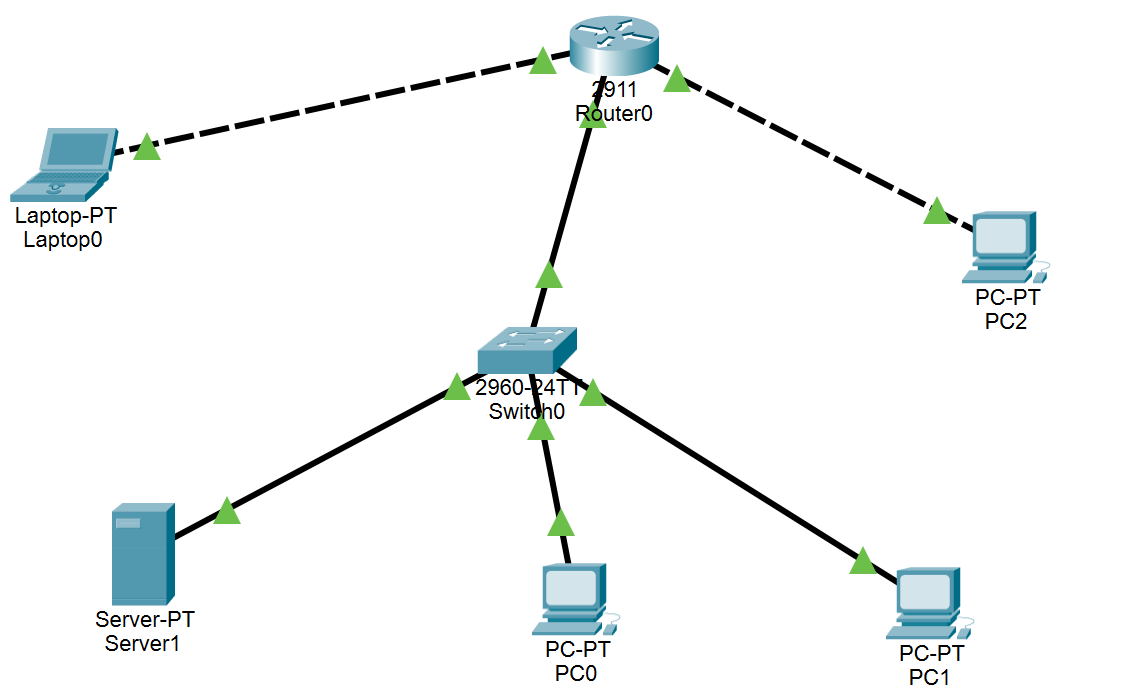 2911
Router0
Laptop-PT
Laptop0
PC-PT
PC2
2960-24TT
Switch0
Server-PT
Server1
PC-PT
PC0
PC-PT
PC1